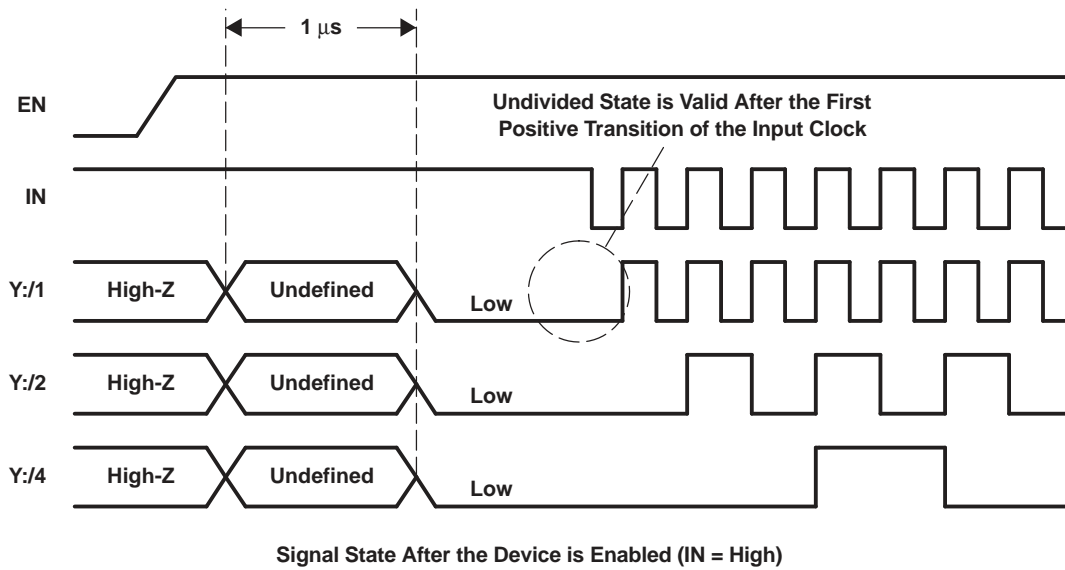 1 μs
EN
Undivided State is Valid After the First
Positive Transition of the Input Clock
IN
Y:/1 High-Z Undefined Low
Y:/2 High-Z Undefined Low
Y:/4 High-Z Undefined Low
Signal State After the Device is Enabled (IN = High)